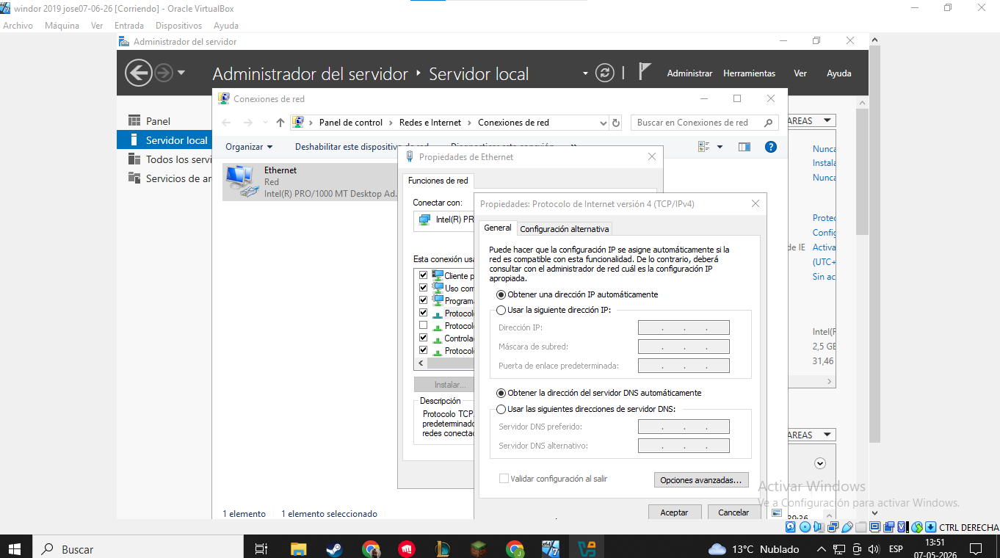 windor 2019 jose07-06-26 [Corriendo] - Oracle VirtualBox
Archivo Máquina Ver Entrada Dispositivos Ayuda
Administrador del servidor
Administrador del servidor Servidor local
Administrar Herramientas Ver Ayuda
Panel
Servidor local
Todos los servi
Servicios de ar
Conexiones de red
Panel de control Redes e Internet Conexiones de red
Buscar en Conexiones de red
Organizar Deshabilitar este dispositivo de red Diagnosticar esta conexión »
Ethernet
Red
Intel(R) PRO/1000 MT Desktop Ad...
1 elemento 1 elemento seleccionado
Propiedades de Ethernet
Funciones de red
Conectar con:
Intel(R) PR
Esta conexión usa
Cliente p
Uso com
Programa
Protocolo
Protocolo
Controla
Protocolo
Instalar...
Descripción
Protocolo TCP
predeterminado
redes conecta
Propiedades: Protocolo de Internet versión 4 (TCP/IPv4)
General Configuración alternativa
Puede hacer que la configuración IP se asigne automáticamente si la
red es compatible con esta funcionalidad. De lo contrario, deberá
consultar con el administrador de red cuál es la configuración IP
apropiada.
Obtener una dirección IP automáticamente
Usar la siguiente dirección IP:
Dirección IP:
Máscara de subred:
Puerta de enlace predeterminada:
Obtener la dirección del servidor DNS automáticamente
Usar las siguientes direcciones de servidor DNS:
Servidor DNS preferido:
Servidor DNS alternativo:
Validar configuración al salir
Opciones avanzadas...
Aceptar Cancelar
AREAS
Nunca
Instala
Nunca
Protec
Config
de IE Activa
(UTC+
Sin ac
Intel(R
2,5 GE
31,46
AREAS
Activar Windows
Ve a Configuración para activar Windows.
CTRL DERECHA
Buscar
13°C Nublado
ESP
13:51
07-05-2026